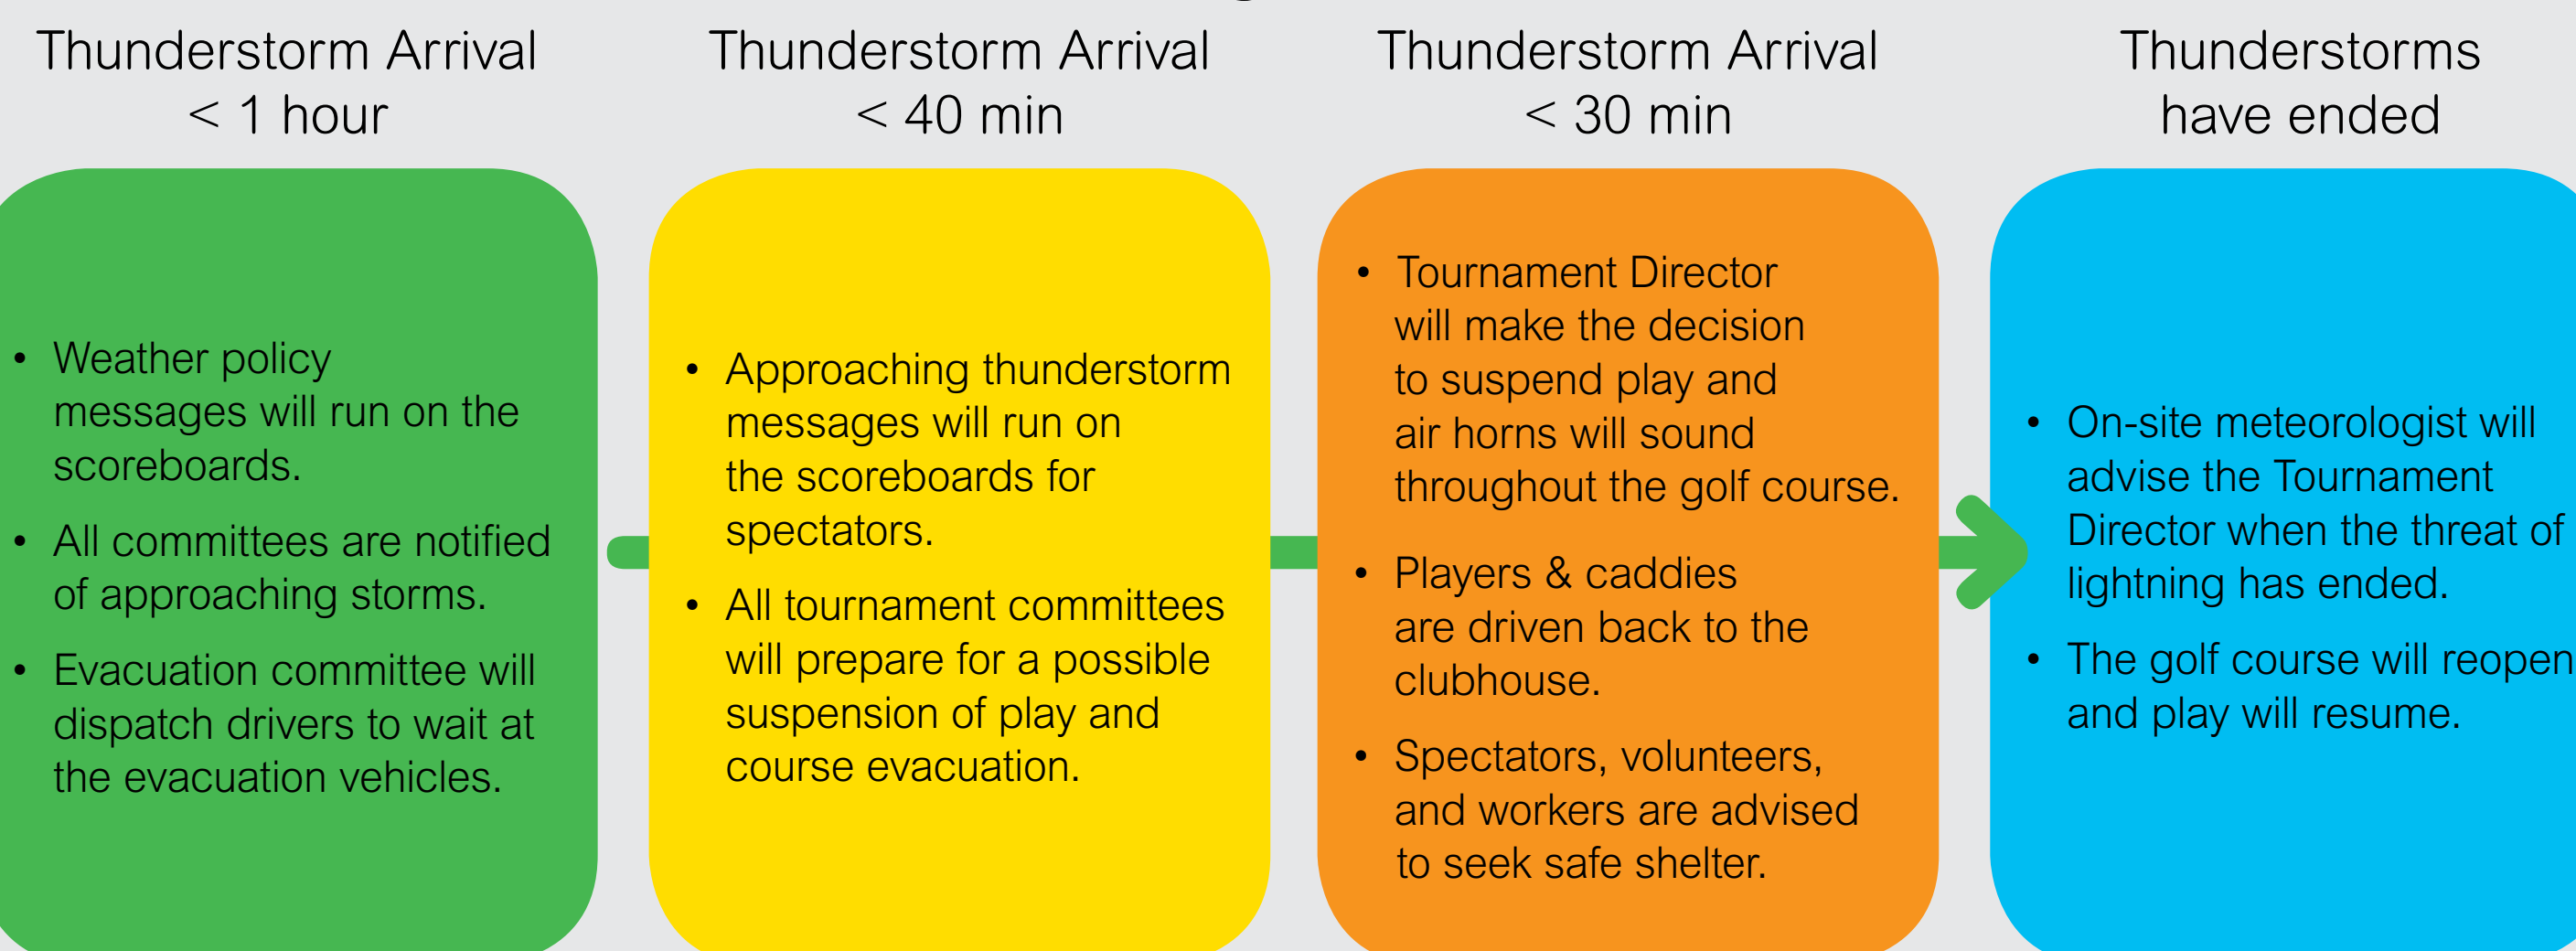 Thunderstorm Arrival
< 1 hour
• Weather policy
messages will run on the
scoreboards.
• All committees are notified
of approaching storms.
• Evacuation committee will
dispatch drivers to wait at
the evacuation vehicles.
Thunderstorm Arrival
< 40 min
• Approaching thunderstorm
messages will run on
the scoreboards for
spectators.
• All tournament committees
will prepare for a possible
suspension of play and
course evacuation.
Thunderstorm Arrival
< 30 min
• Tournament Director
will make the decision
to suspend play and
air horns will sound
throughout the golf course.
• Players & caddies
are driven back to the
clubhouse.
• Spectators, volunteers,
and workers are advised
to seek safe shelter.
Thunderstorms
have ended
• On-site meteorologist will
advise the Tournament
Director when the threat of
lightning has ended.
• The golf course will reopen
and play will resume.